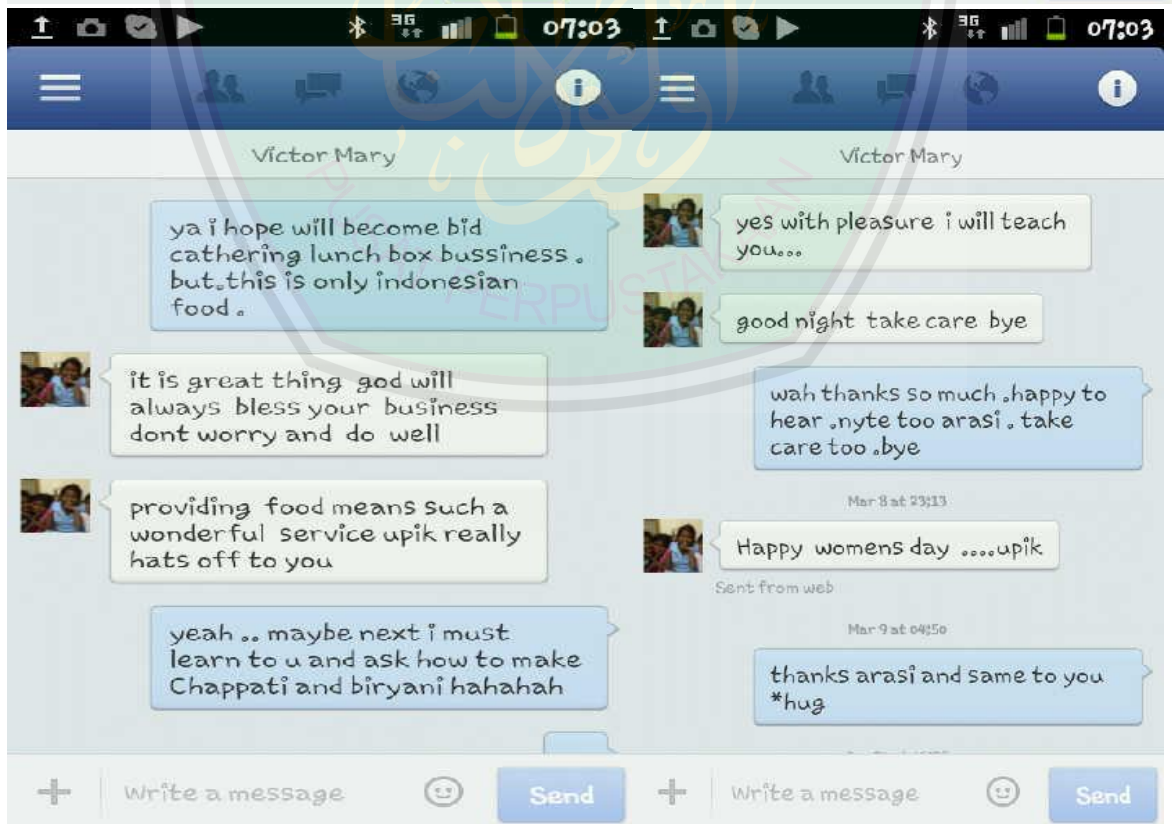 07:03
Victor Mary
ya i hope will become bid
cathering lunch box bussiness .
but.this is only indonesian
food .
it is great thing god will
always bless your business
dont worry and do well
providing food means such a
wonderful service upik really
hats off to you
yeah .. maybe next i must
learn to u and ask how to make
Chappati and biryani hahahah
Write a message
Send
07:03
Victor Mary
yes with pleasure i will teach
you...
good night take care bye
wah thanks so much .happy to
hear .nyte too arasi . take
care too .bye
Mar 8 at 23;13
Happy womens day ....upik
Sent from web
Mar 9 at 04;50
thanks arasi and same to you
*hug
Write a message
Send